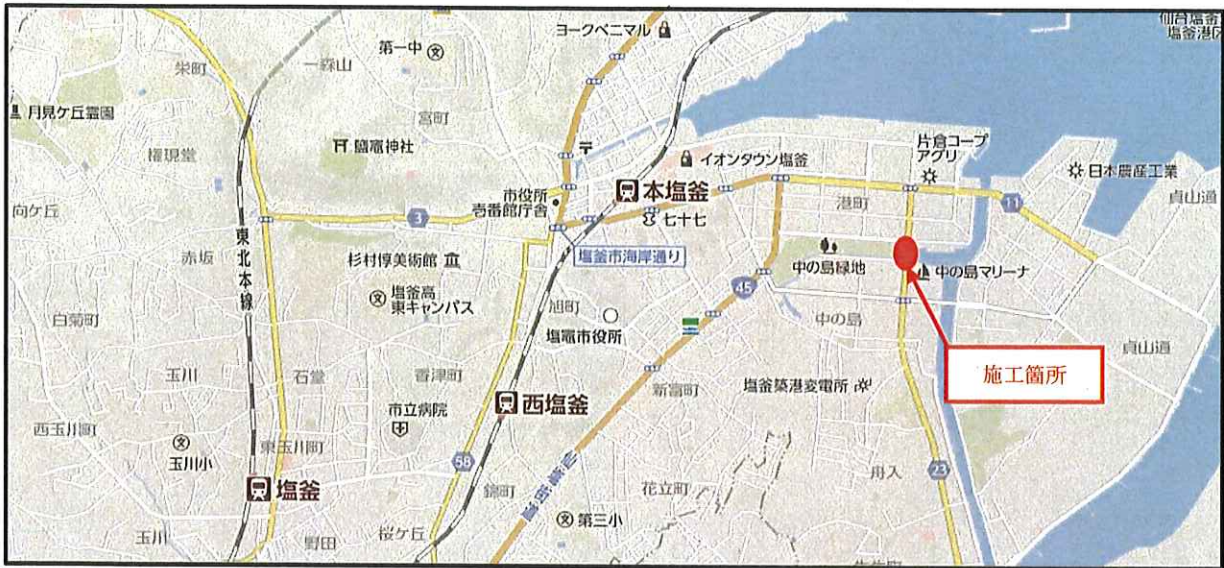 ヨークベニマル
仙台塩釜
塩釜港区
第一中
栄町
一森山
月見ケ丘霊園
宮町
鹽竈神社
権現堂
イオンタウン塩釜
片倉コープ
アグリ
日本農産工業
貞山通
本塩釜
市役所
壱番館庁舎
港町
11
向ケ丘
3
七十七
赤坂
東北本線
杉村惇美術館
塩釜市海岸通り
中の島緑地
中の島マリーナ
45
塩釜高
東キャンパス
旭町
白菊町
塩竈市役所
中の島
貞山通
玉川
石堂
香津町
新富町
塩釜築港変電所
施工箇所
西塩釜
市立病院
西玉川町
東玉川町
玉川小
58
舟入
23
塩釜
錦町
花立町
第三小
玉川
野田
桜ケ丘